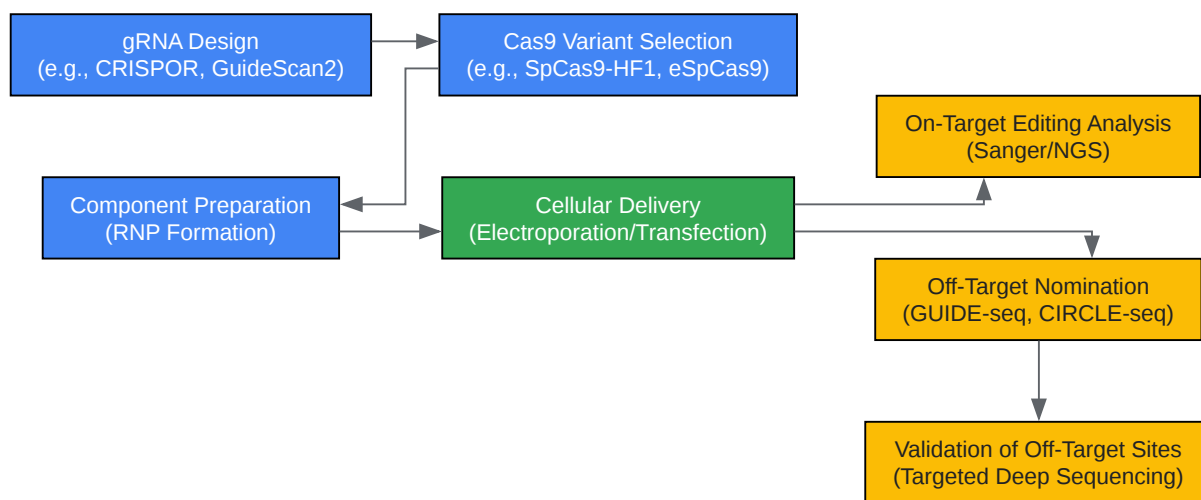 gRNA Design
(e.g., CRISPOR, GuideScan2)
Cas9 Variant Selection
(e.g., SpCas9-HF1, eSpCas9)
Component Preparation
(RNP Formation)
Cellular Delivery
(Electroporation/Transfection)
On-Target Editing Analysis
(Sanger/NGS)
Off-Target Nomination
(GUIDE-seq, CIRCLE-seq)
Validation of Off-Target Sites
(Targeted Deep Sequencing)